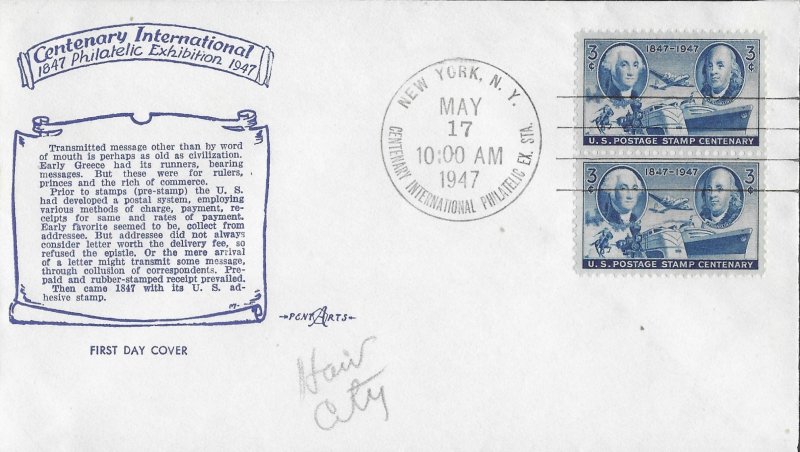 Centenary International
1847 Philatelic Exhibition 1947
Transmitted message other than by word
of mouth is perhaps as old as civilization.
Early Greece had its runners, bearing
messages. But these were for rulers,
princes and the rich of commerce.
Prior to stamps (pre-stamp) the U. S.
had developed a postal system, employing
various methods of charge, payment, re-
ceipts for same and rates of payment.
Early favorite seemed to be, collect from
addressee. But addressee did not always
consider letter worth the delivery fee, so
refused the epistle. Or the mere arrival
of a letter might transmit some message,
through collusion of correspondents. Pre-
paid and rubber-stamped receipt prevailed.
Then came 1847 with its U. S. ad-
hesive stamp.
FIRST DAY COVER
PENT ARTS
NEW YORK, N. Y.
MAY
17
10:00 AM
1947
CENTENARY INTERNATIONAL PHILATELIC EX. STA.
3¢ 1847-1947 3¢
U.S. POSTAGE STAMP CENTENARY
3¢ 1847-1947 3¢
U.S. POSTAGE STAMP CENTENARY
City